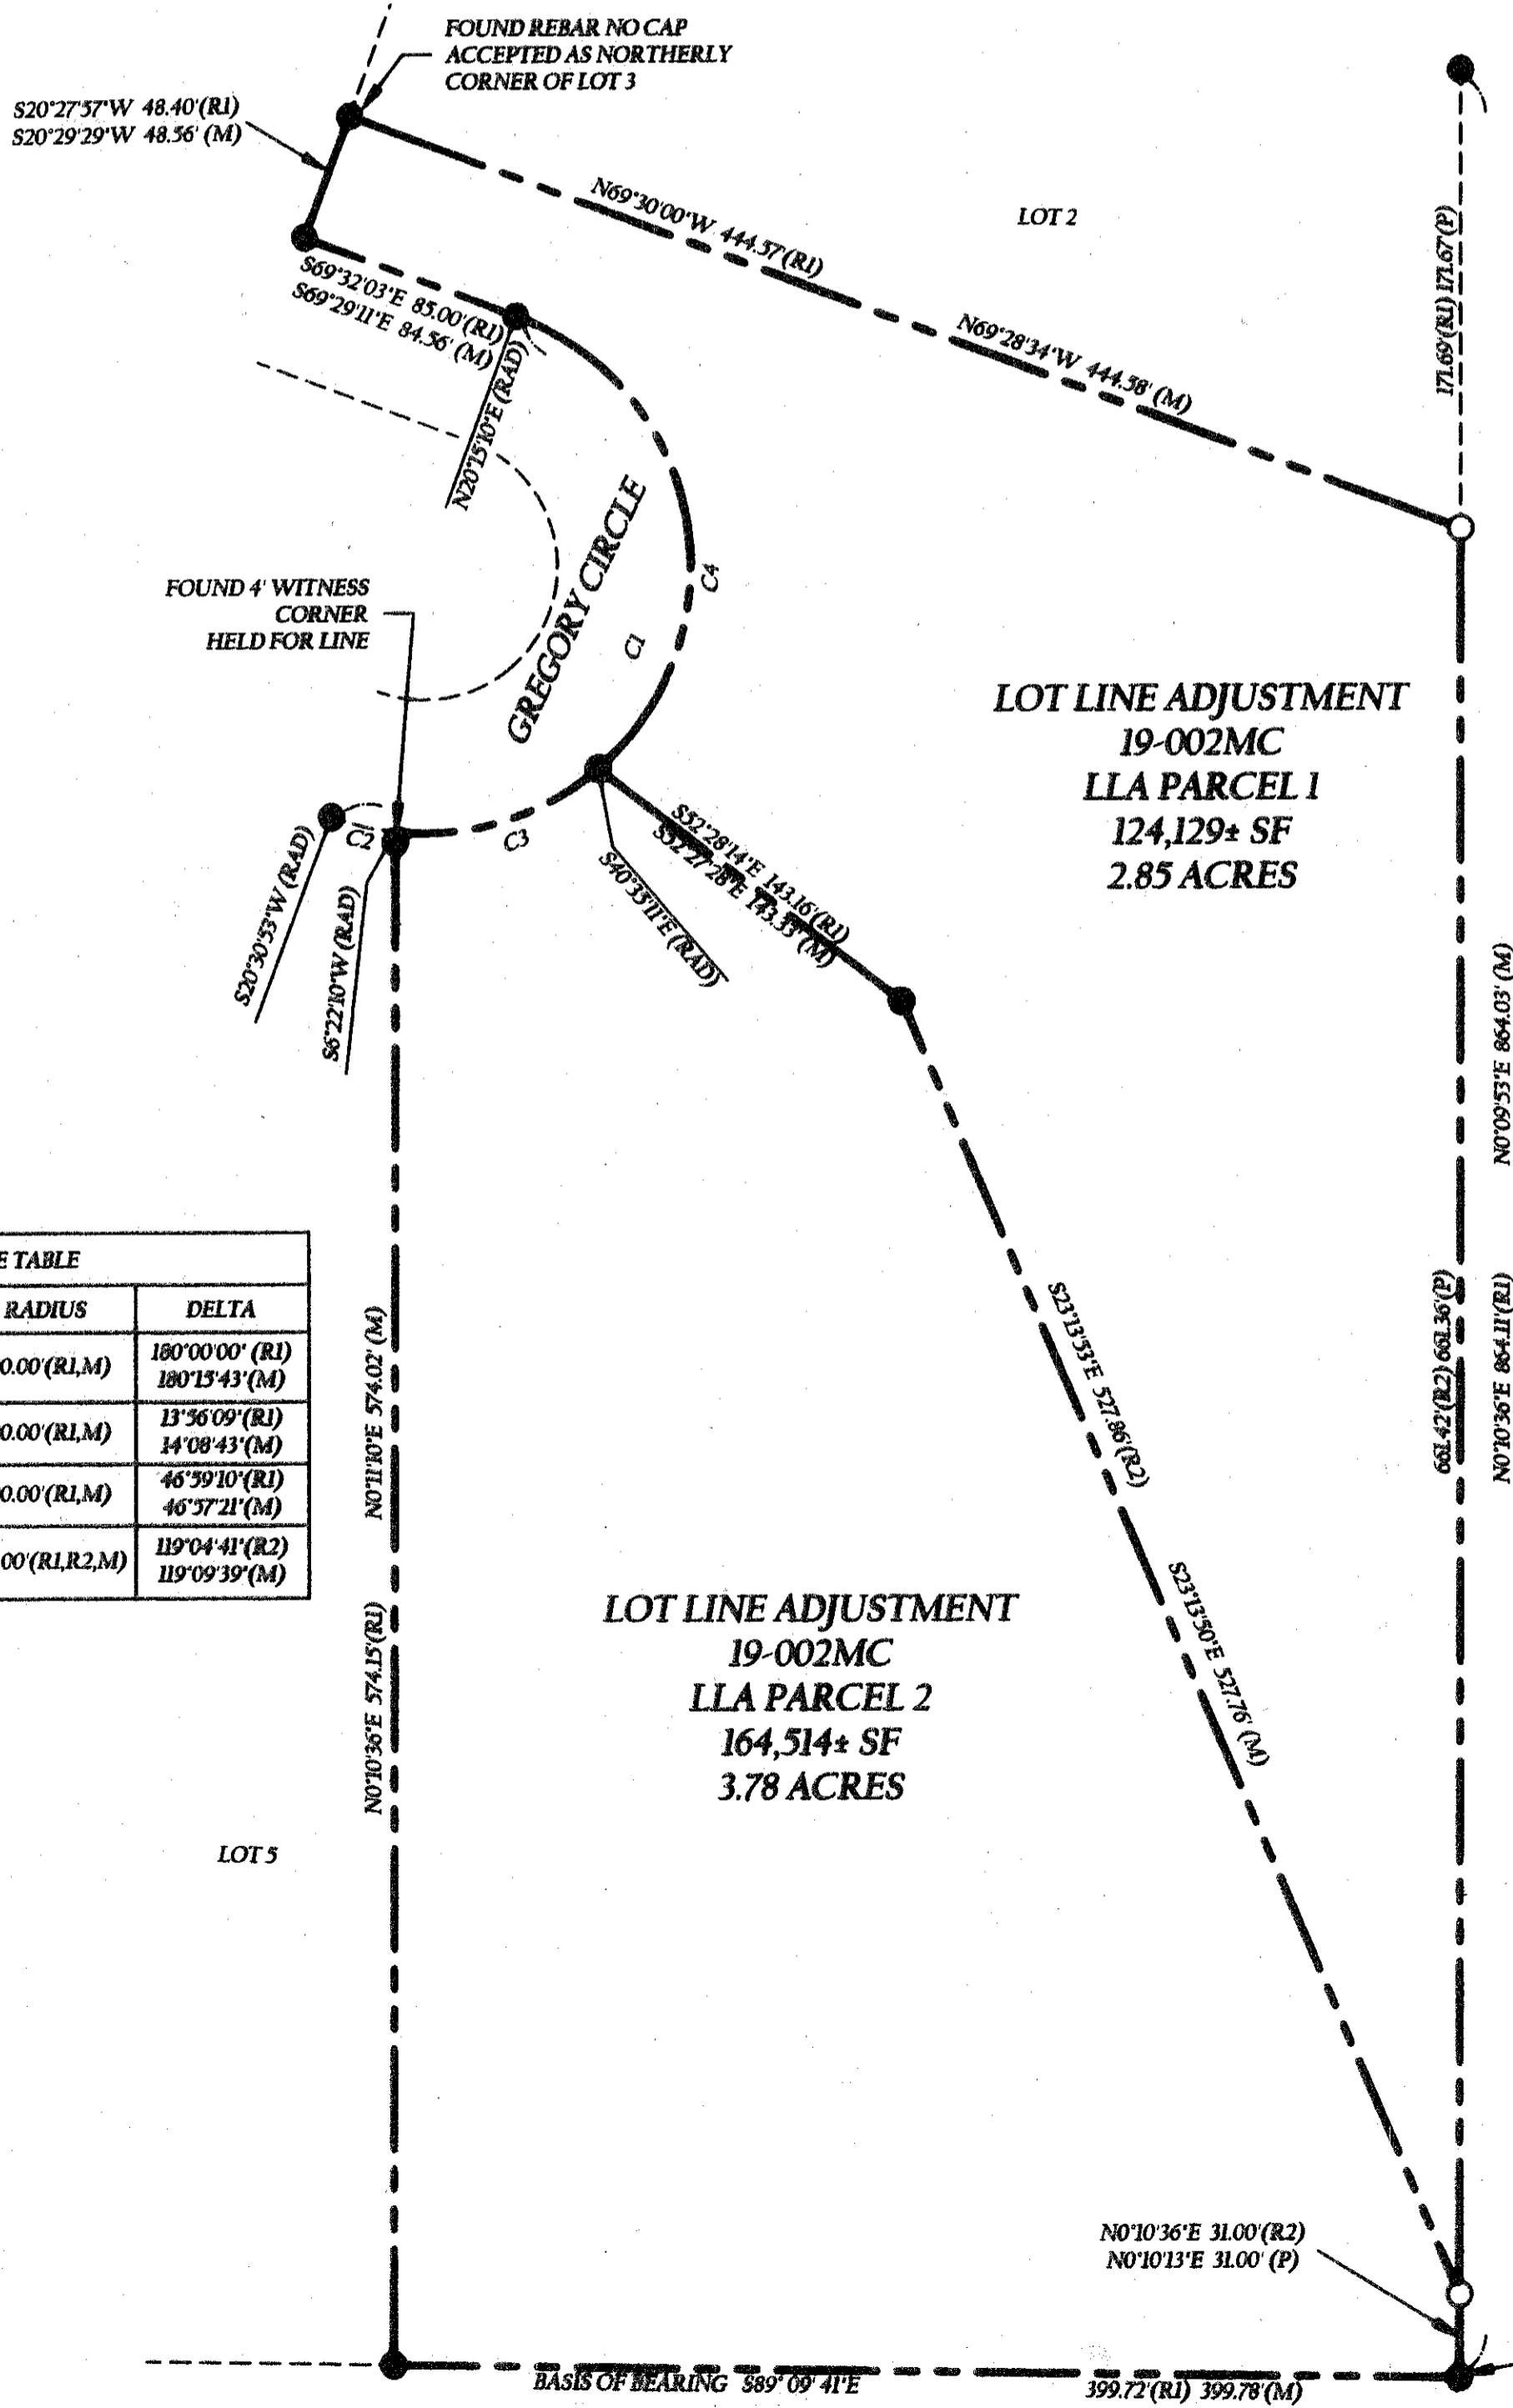 FOUND REBAR NO CAP
ACCEPTED AS NORTHERLY
CORNER OF LOT 3
S20°27'57"W 48.40'(R1)
S20°29'29"W 48.56' (M)
N69°30'00"W 444.57'(R1)
LOT 2
N69°28'34"W 444.58' (M)
171.69'(R1) 171.67'(P)
S69°32'03"E 85.00'(R1)
S69°29'11"E 84.56' (M)
N20°15'10"E (RAD)
GREGORY CIRCLE
C4
C1
FOUND 4' WITNESS
CORNER
HELD FOR LINE
LOT LINE ADJUSTMENT
19-002MC
LLA PARCEL 1
124,129± SF
2.85 ACRES
C2
C3
S52°28'14"E 143.16'(R1)
S52°27'28"E 143.33' (M)
S40°35'11"E (RAD)
S20°30'53"W (RAD)
S6°22'10"W (RAD)
N0°09'53"E 864.03' (M)
N0°10'36"E 864.11'(R1)
661.42'(R2) 661.36'(P)
E TABLE
RADIUS DELTA
0.00'(R1,M) 180°00'00" (R1)
180°15'43"(M)
0.00'(R1,M) 13°56'09"(R1)
14°08'43"(M)
0.00'(R1,M) 46°59'10"(R1)
46°57'21"(M)
00'(R1,R2,M) 119°04'41"(R2)
119°09'39"(M)
N0°11'10"E 574.02' (M)
N0°10'36"E 574.15'(R1)
S23°13'53"E 527.86'(R2)
S23°13'50"E 527.76' (M)
LOT LINE ADJUSTMENT
19-002MC
LLA PARCEL 2
164,514± SF
3.78 ACRES
LOT 5
N0°10'36"E 31.00'(R2)
N0°10'13"E 31.00' (P)
BASIS OF BEARING S89° 09' 41"E
399.72'(R1) 399.78'(M)